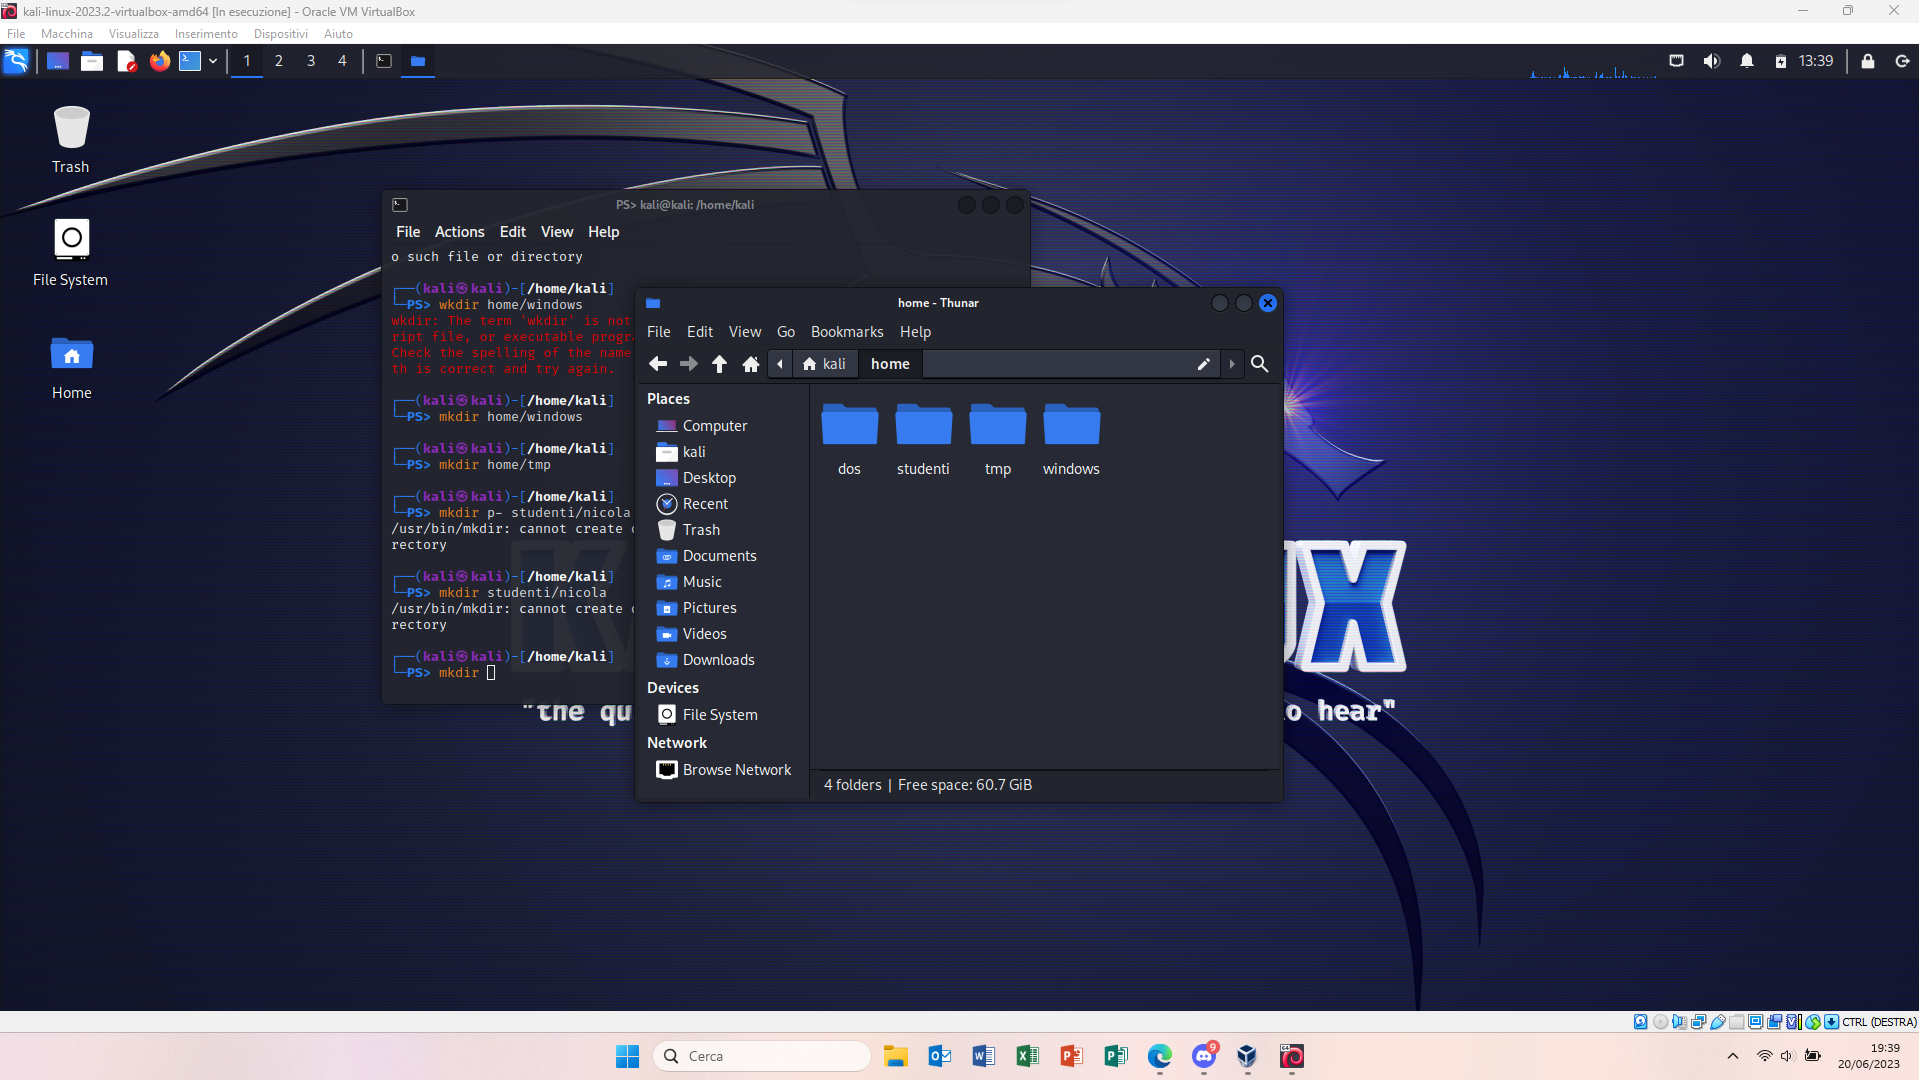 kali-linux-2023.2-virtualbox-amd64 [In esecuzione] - Oracle VM VirtualBox
File Macchina Visualizza Inserimento Dispositivi Aiuto
1 2 3 4
13:39
Trash
File System
Home
PS> kali@kali: /home/kali
File Actions Edit View Help
o such file or directory
┌──(kali㉿kali)-[/home/kali]
└─PS> wkdir home/windows
wkdir: The term 'wkdir' is not
ript file, or executable progra
Check the spelling of the name
th is correct and try again.
┌──(kali㉿kali)-[/home/kali]
└─PS> mkdir home/windows
┌──(kali㉿kali)-[/home/kali]
└─PS> mkdir home/tmp
┌──(kali㉿kali)-[/home/kali]
└─PS> mkdir p- studenti/nicola
/usr/bin/mkdir: cannot create
rectory
┌──(kali㉿kali)-[/home/kali]
└─PS> mkdir studenti/nicola
/usr/bin/mkdir: cannot create
rectory
┌──(kali㉿kali)-[/home/kali]
└─PS> mkdir
home - Thunar
File Edit View Go Bookmarks Help
kali home
Places
Computer
kali
Desktop
Recent
Trash
Documents
Music
Pictures
Videos
Downloads
Devices
File System
Network
Browse Network
dos studenti tmp windows
4 folders | Free space: 60.7 GiB
X
"the qu
o hear"
CTRL (DESTRA)
Cerca
9
64
19:39
20/06/2023